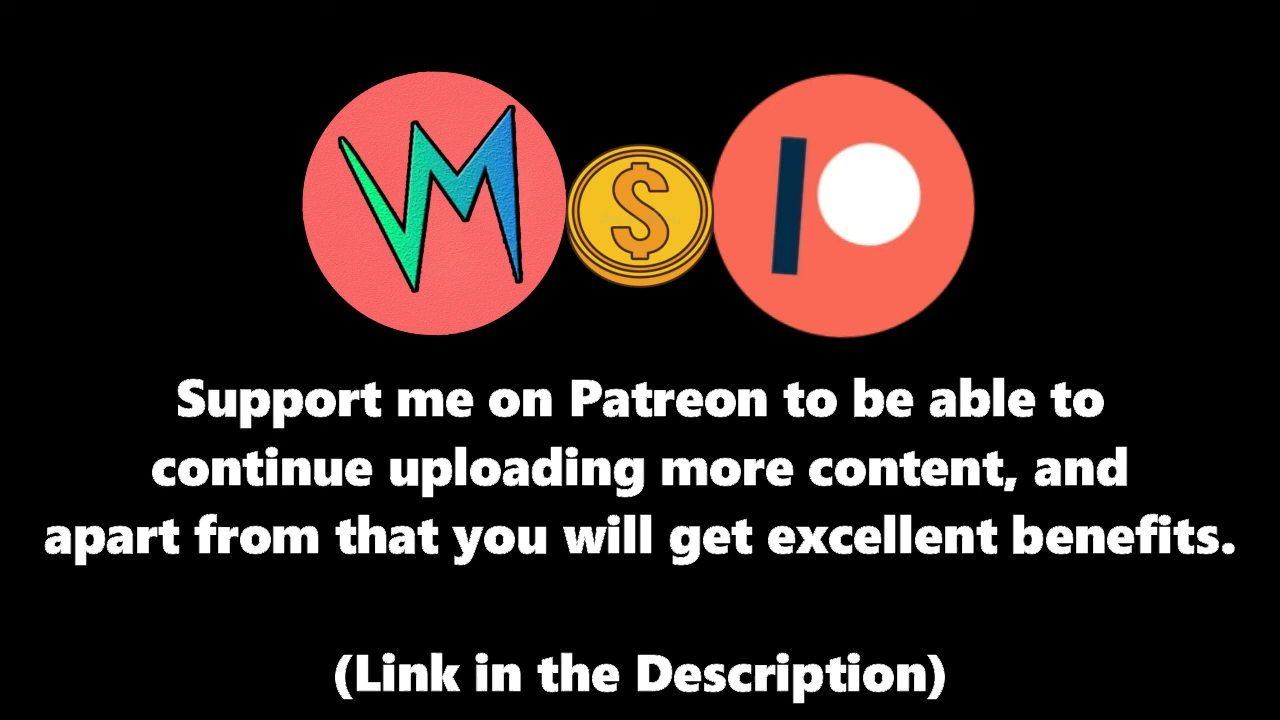 VM
$
Support me on Patreon to be able to
continue uploading more content, and
apart from that you will get excellent benefits.
(Link in the Description)